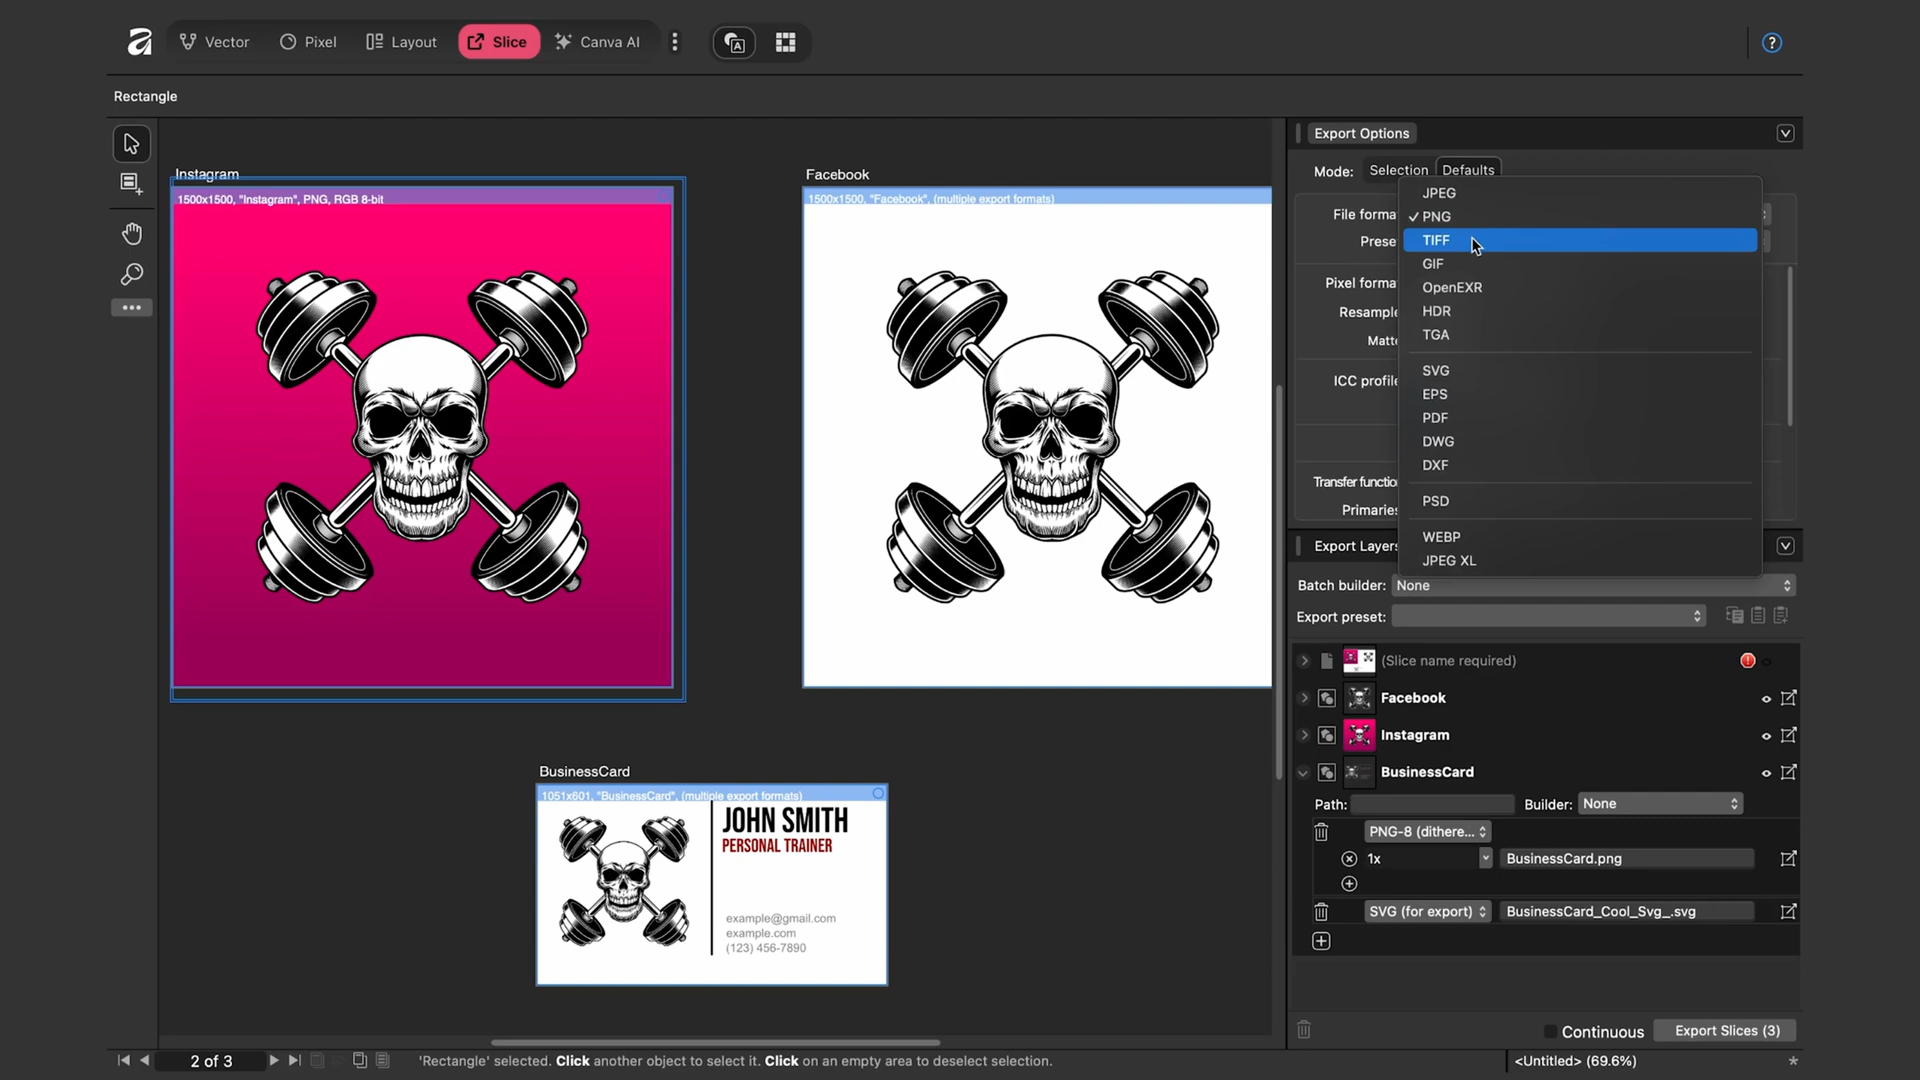 Vector
Pixel
Layout
Slice
Canva AI
Rectangle
Instagram
1500x1500, "Instagram", PNG, RGB 8-bit
Facebook
1500x1500, "Facebook", (multiple export formats)
BusinessCard
1051x601, "BusinessCard", (multiple export formats)
JOHN SMITH
PERSONAL TRAINER
example@gmail.com
example.com
(123) 456-7890
Export Options
Mode: Selection Defaults
File forma
Prese
Pixel forma
Resample
Matte
ICC profile
Transfer function
Primaries
JPEG
✓ PNG
TIFF
GIF
OpenEXR
HDR
TGA
SVG
EPS
PDF
DWG
DXF
PSD
WEBP
JPEG XL
Export Layers
Batch builder: None
Export preset:
(Slice name required)
Facebook
Instagram
BusinessCard
Path: Builder: None
PNG-8 (dithere...
1x BusinessCard.png
SVG (for export) BusinessCard_Cool_Svg_.svg
Continuous Export Slices (3)
2 of 3
'Rectangle' selected. Click another object to select it. Click on an empty area to deselect selection.
<Untitled> (69.6%) *